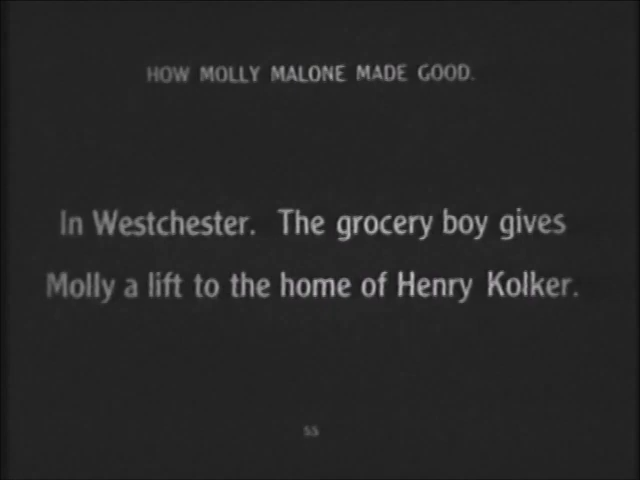 HOW MOLLY MALONE MADE GOOD.
In Westchester. The grocery boy gives
Molly a lift to the home of Henry Kolker.
55